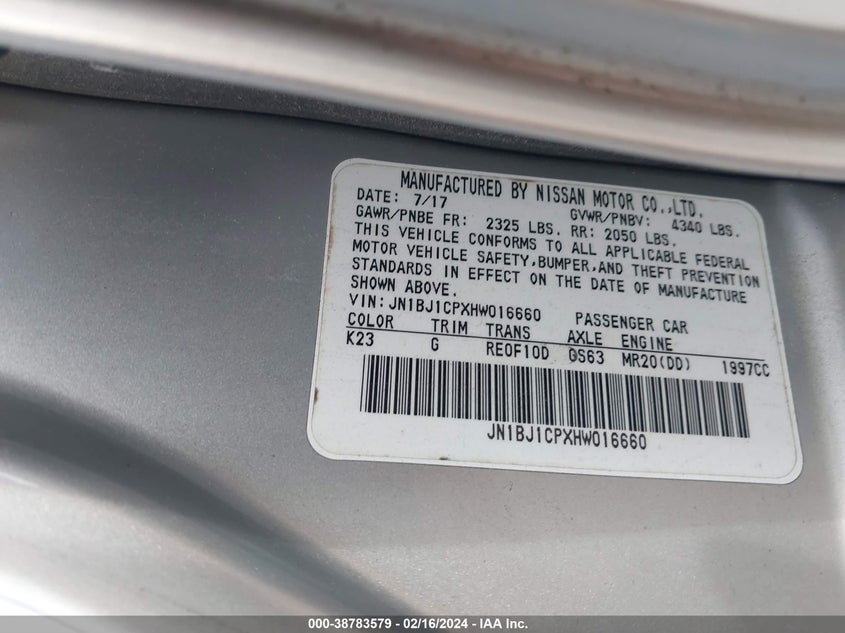 MANUFACTURED BY NISSAN MOTOR CO.,LTD.
DATE: 7/17 GVWR/PNBV: 4340 LBS.
GAWR/PNBE FR: 2325 LBS. RR: 2050 LBS.
THIS VEHICLE CONFORMS TO ALL APPLICABLE FEDERAL
MOTOR VEHICLE SAFETY,BUMPER,AND THEFT PREVENTION
STANDARDS IN EFFECT ON THE DATE OF MANUFACTURE
SHOWN ABOVE.
VIN:JN1BJ1CPXHW016660 PASSENGER CAR
COLOR TRIM TRANS AXLE ENGINE
K23 G REOF10D GS63 MR20(DD) 1997CC
JN1BJ1CPXHW016660
000-38783579 - 02/16/2024 - IAA Inc.